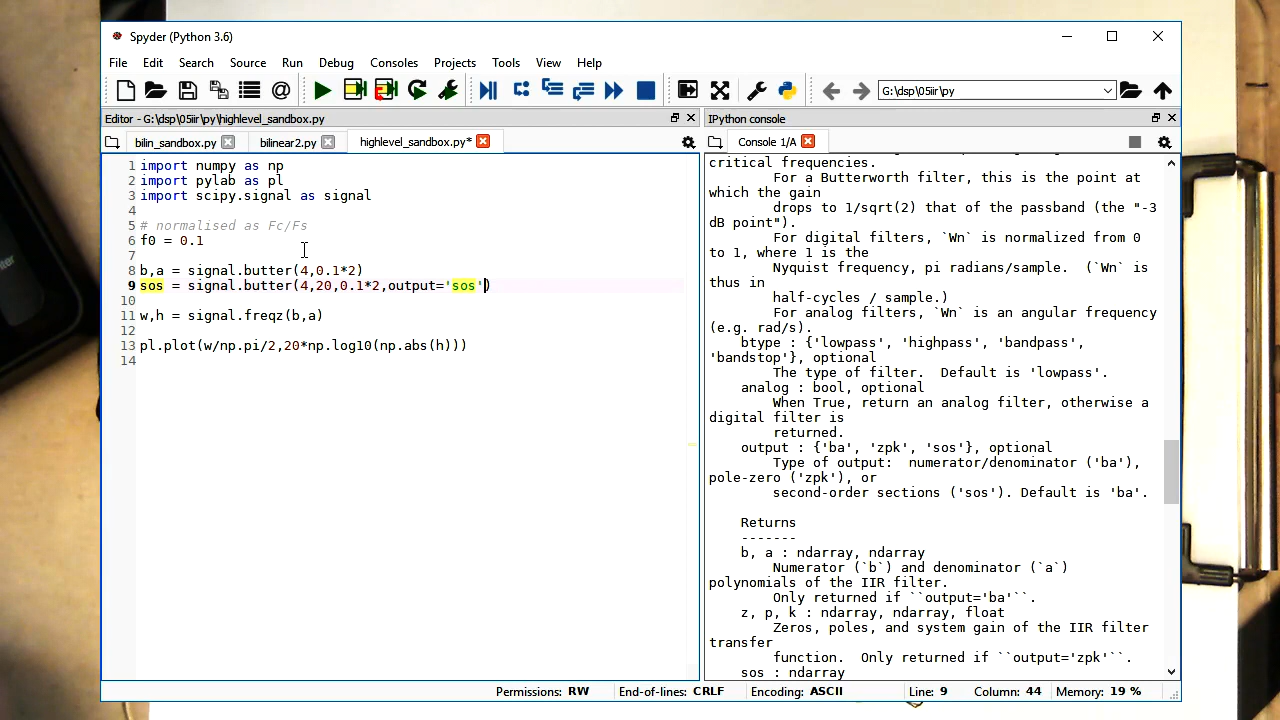 Spyder (Python 3.6)
File Edit Search Source Run Debug Consoles Projects Tools View Help
G:\dsp\05iir\py
Editor - G:\dsp\05iir\py\highlevel_sandbox.py
bilin_sandbox.py bilinear2.py highlevel_sandbox.py*
1 import numpy as np
2 import pylab as pl
3 import scipy.signal as signal
4
5 # normalised as Fc/Fs
6 f0 = 0.1
7
8 b,a = signal.butter(4,0.1*2)
9 sos = signal.butter(4,20,0.1*2,output='sos')
10
11 w,h = signal.freqz(b,a)
12
13 pl.plot(w/np.pi/2,20*np.log10(np.abs(h)))
14
IPython console
Console 1/A
critical frequencies.
For a Butterworth filter, this is the point at
which the gain
drops to 1/sqrt(2) that of the passband (the "-3
dB point").
For digital filters, `Wn` is normalized from 0
to 1, where 1 is the
Nyquist frequency, pi radians/sample. (`Wn` is
thus in
half-cycles / sample.)
For analog filters, `Wn` is an angular frequency
(e.g. rad/s).
btype : {'lowpass', 'highpass', 'bandpass',
'bandstop'}, optional
The type of filter. Default is 'lowpass'.
analog : bool, optional
When True, return an analog filter, otherwise a
digital filter is
returned.
output : {'ba', 'zpk', 'sos'}, optional
Type of output: numerator/denominator ('ba'),
pole-zero ('zpk'), or
second-order sections ('sos'). Default is 'ba'.
Returns
-------
b, a : ndarray, ndarray
Numerator (`b`) and denominator (`a`)
polynomials of the IIR filter.
Only returned if ``output='ba'``.
z, p, k : ndarray, ndarray, float
Zeros, poles, and system gain of the IIR filter
transfer
function. Only returned if ``output='zpk'``.
sos : ndarray
Permissions: RW End-of-lines: CRLF Encoding: ASCII Line: 9 Column: 44 Memory: 19 %